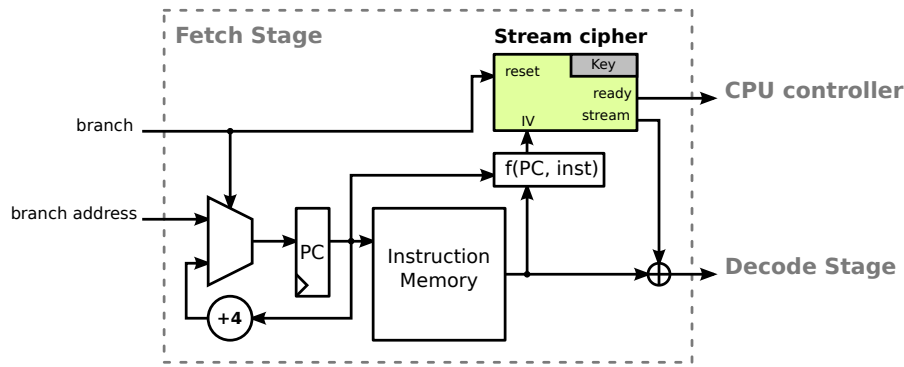 Fetch Stage
Stream cipher
Key
reset
ready
stream
IV
CPU controller
branch
f(PC, inst)
branch address
PC
Instruction
Memory
Decode Stage
+4